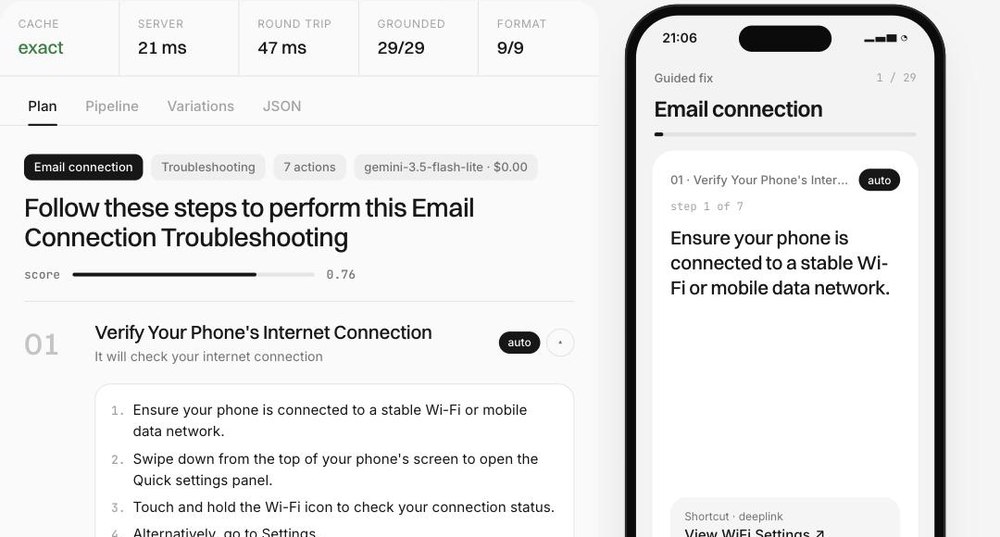 CACHE
exact
SERVER
21 ms
ROUND TRIP
47 ms
GROUNDED
29/29
FORMAT
9/9
Plan
Pipeline
Variations
JSON
Email connection
Troubleshooting
7 actions
gemini-3.5-flash-lite · $0.00
Follow these steps to perform this Email
Connection Troubleshooting
score
0.76
01
Verify Your Phone's Internet Connection
It will check your internet connection
auto
1. Ensure your phone is connected to a stable Wi-Fi or mobile
data network.
2. Swipe down from the top of your phone's screen to open the
Quick settings panel.
3. Touch and hold the Wi-Fi icon to check your connection status.
4. Alternatively, go to Settings.
21:06
Guided fix
1 / 29
Email connection
01 · Verify Your Phone's Inter...
auto
step 1 of 7
Ensure your phone is
connected to a stable Wi-
Fi or mobile data network.
Shortcut · deeplink
View WiFi Settings ↗